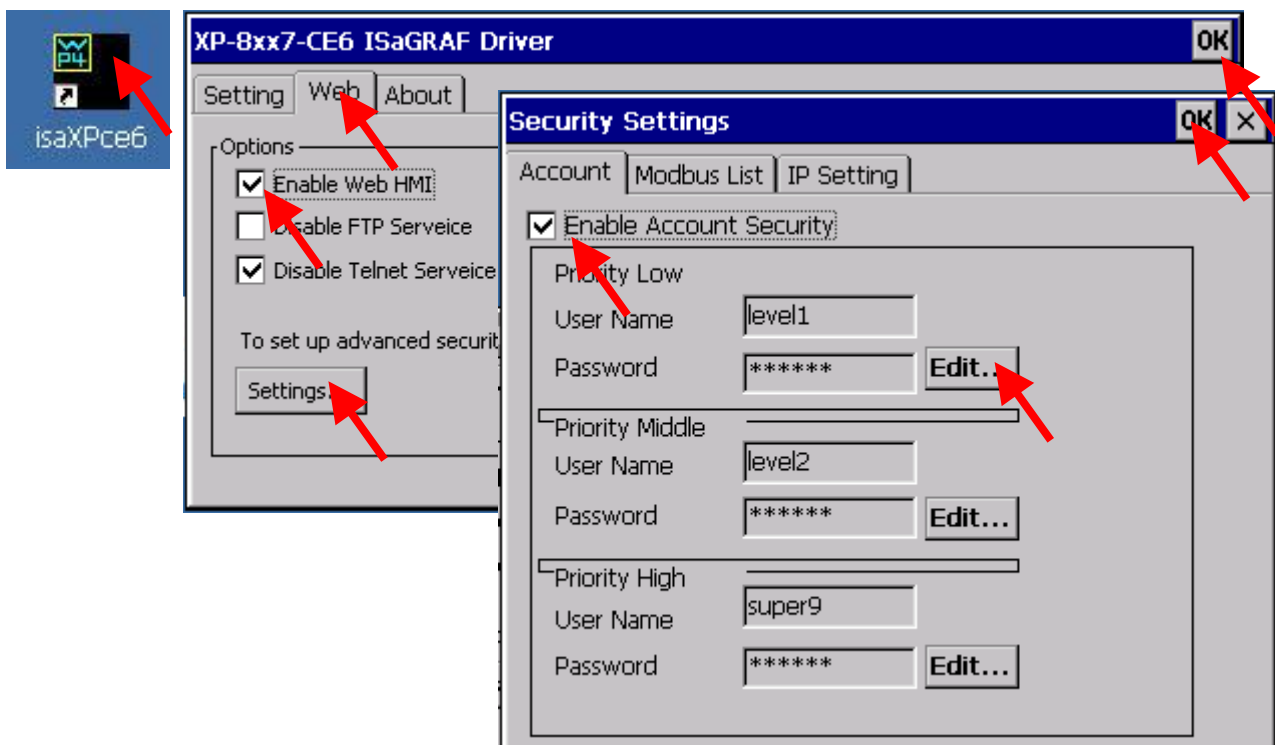 P4
isaXPce6
XP-8xx7-CE6 ISaGRAF Driver OK
Setting Web About
Options
Enable Web HMI
Disable FTP Serveice
Disable Telnet Serveice
To set up advanced securit
Settings...
Security Settings OK
Account Modbus List IP Setting
Enable Account Security
Priority Low
User Name level1
Password ****** Edit...
Priority Middle
User Name level2
Password ****** Edit...
Priority High
User Name super9
Password ****** Edit...